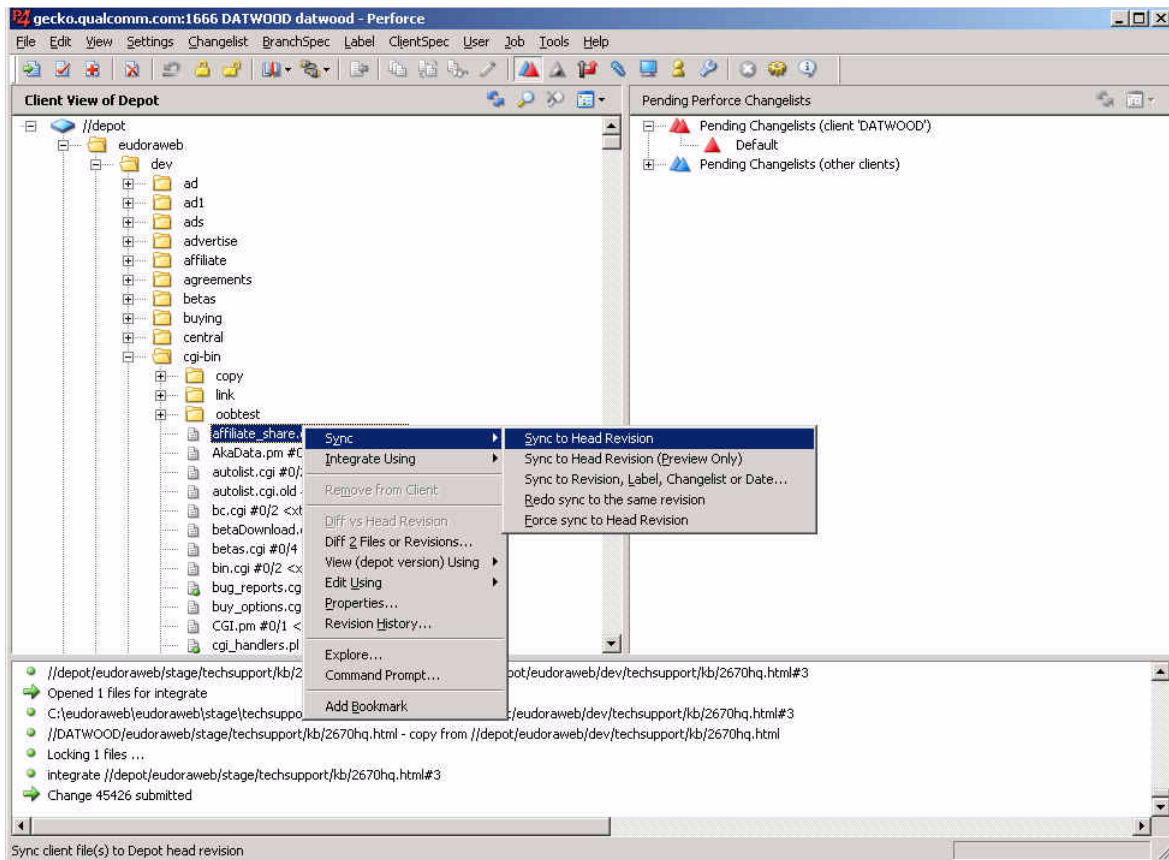 gecko.qualcomm.com:1666 DATWOOD datwood - Perforce
File Edit View Settings Changelist BranchSpec Label ClientSpec User Job Tools Help
Client View of Depot
//depot
eudoraweb
dev
ad
ad1
ads
advertise
affiliate
agreements
betas
buying
central
cgi-bin
copy
link
oobtest
affiliate_share.
AkaData.pm
autolist.cgi #0/
autolist.cgi.old
bc.cgi #0/2 <xt
betaDownload.
betas.cgi #0/4
bin.cgi #0/2 <x
bug_reports.cg
buy_options.cg
CGI.pm #0/1 <
cgi_handlers.pl
Sync
Integrate Using
Remove from Client
Diff vs Head Revision
Diff 2 Files or Revisions...
View (depot version) Using
Edit Using
Properties...
Revision History...
Explore...
Command Prompt...
Add Bookmark
Sync to Head Revision
Sync to Head Revision (Preview Only)
Sync to Revision, Label, Changelist or Date...
Redo sync to the same revision
Force sync to Head Revision
Pending Perforce Changelists
Pending Changelists (client 'DATWOOD')
Default
Pending Changelists (other clients)
//depot/eudoraweb/stage/techsupport/kb/2 pot/eudoraweb/dev/techsupport/kb/2670hq.html#3
Opened 1 files for integrate
C:\eudoraweb\eudoraweb\stage\techsuppo t/eudoraweb/dev/techsupport/kb/2670hq.html#3
//DATWOOD/eudoraweb/stage/techsupport/kb/2670hq.html - copy from //depot/eudoraweb/dev/techsupport/kb/2670hq.html
Locking 1 files ...
integrate //depot/eudoraweb/stage/techsupport/kb/2670hq.html#3
Change 45426 submitted
Sync client file(s) to Depot head revision